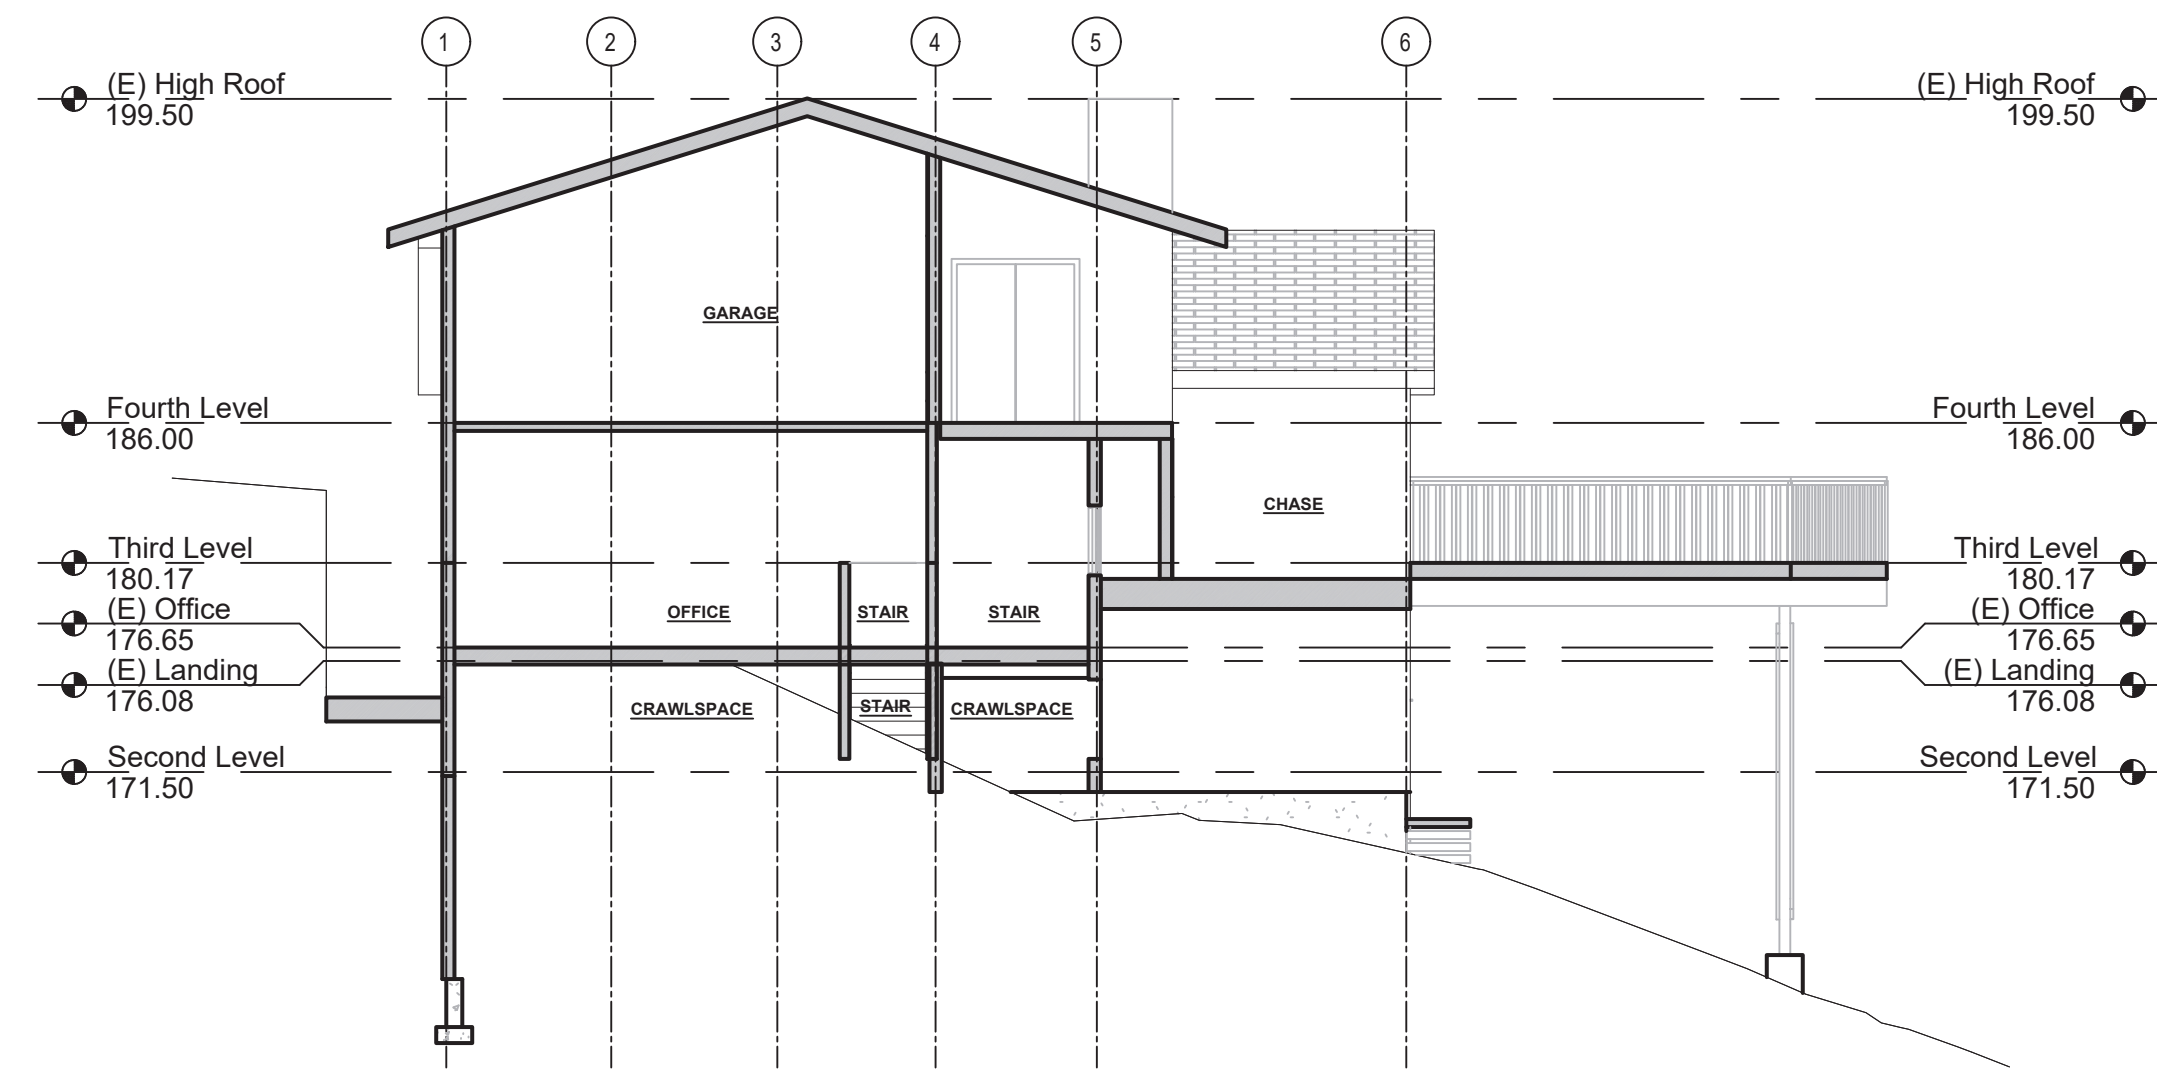 1 2 3 4 5 6
(E) High Roof
199.50
(E) High Roof
199.50
GARAGE
Fourth Level
186.00
Fourth Level
186.00
CHASE
Third Level
180.17
Third Level
180.17
(E) Office
176.65
OFFICE
STAIR
STAIR
(E) Office
176.65
(E) Landing
176.08
CRAWLSPACE
STAIR
CRAWLSPACE
(E) Landing
176.08
Second Level
171.50
Second Level
171.50